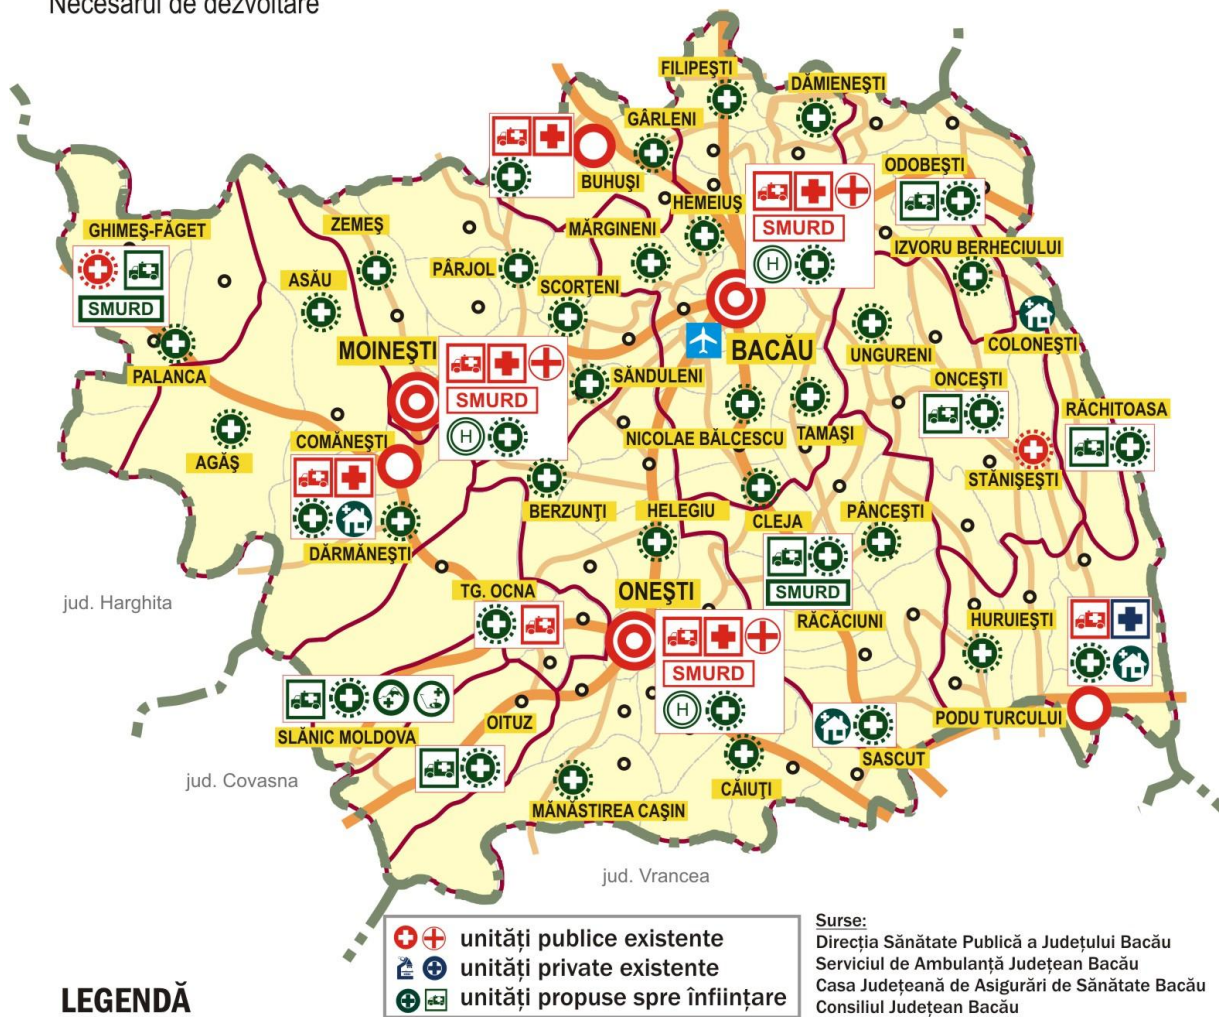 Necesarul de dezvoltare
FILIPEŞTI
DĂMIENEŞTI
GÂRLENI
BUHUŞI
ODOBEŞTI
HEMEIUŞ
GHIMEŞ-FĂGET
ZEMEŞ
MĂRGINENI
SMURD
IZVORU BERHECIULUI
PÂRJOL
ASĂU
SCORŢENI
H
SMURD
COLONEŞTI
MOINEŞTI
BACĂU
UNGURENI
PALANCA
SĂNDULENI
ONCEŞTI
SMURD
RĂCHITOASA
COMĂNEŞTI
H
NICOLAE BĂLCESCU
TAMAŞI
AGĂŞ
STĂNIŞEŞTI
BERZUNŢI
HELEGIU
CLEJA
PÂNCEŞTI
DĂRMĂNEŞTI
TG. OCNA
ONEŞTI
SMURD
jud. Harghita
RĂCĂCIUNI
HURUIEŞTI
SMURD
H
OITUZ
PODU TURCULUI
SLĂNIC MOLDOVA
SASCUT
jud. Covasna
CĂIUŢI
MĂNĂSTIREA CAŞIN
jud. Vrancea
LEGENDĂ
unităţi publice existente
unităţi private existente
unităţi propuse spre înfiinţare
Surse:
Direcţia Sănătate Publică a Judeţului Bacău
Serviciul de Ambulanţă Judeţean Bacău
Casa Judeţeană de Asigurări de Sănătate Bacău
Consiliul Judeţean Bacău